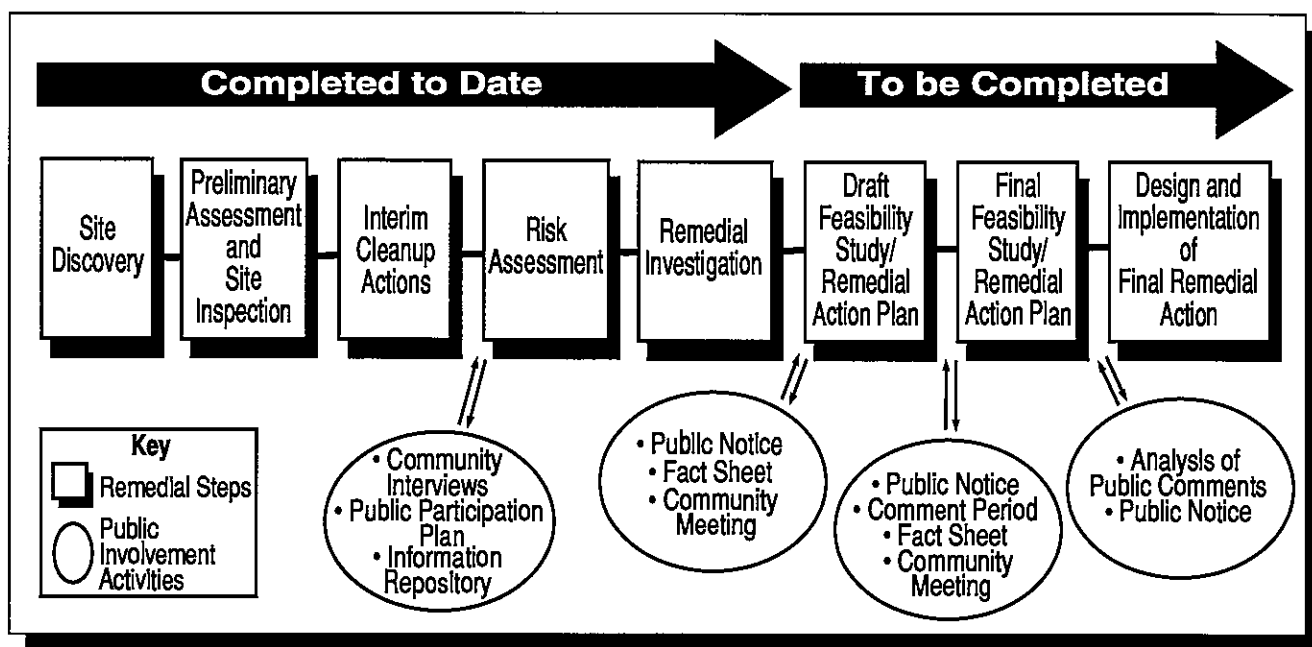 Completed to Date
To be Completed
Site
Discovery
Preliminary
Assessment
and
Site
Inspection
Interim
Cleanup
Actions
Risk
Assessment
Remedial
Investigation
Draft
Feasibility
Study/
Remedial
Action Plan
Final
Feasibility
Study/
Remedial
Action Plan
Design and
Implementation
of
Final Remedial
Action
Key
Remedial Steps
Public
Involvement
Activities
• Community
Interviews
• Public Participation
Plan
• Information
Repository
• Public Notice
• Fact Sheet
• Community
Meeting
• Public Notice
• Comment Period
• Fact Sheet
• Community
Meeting
• Analysis of
Public Comments
• Public Notice